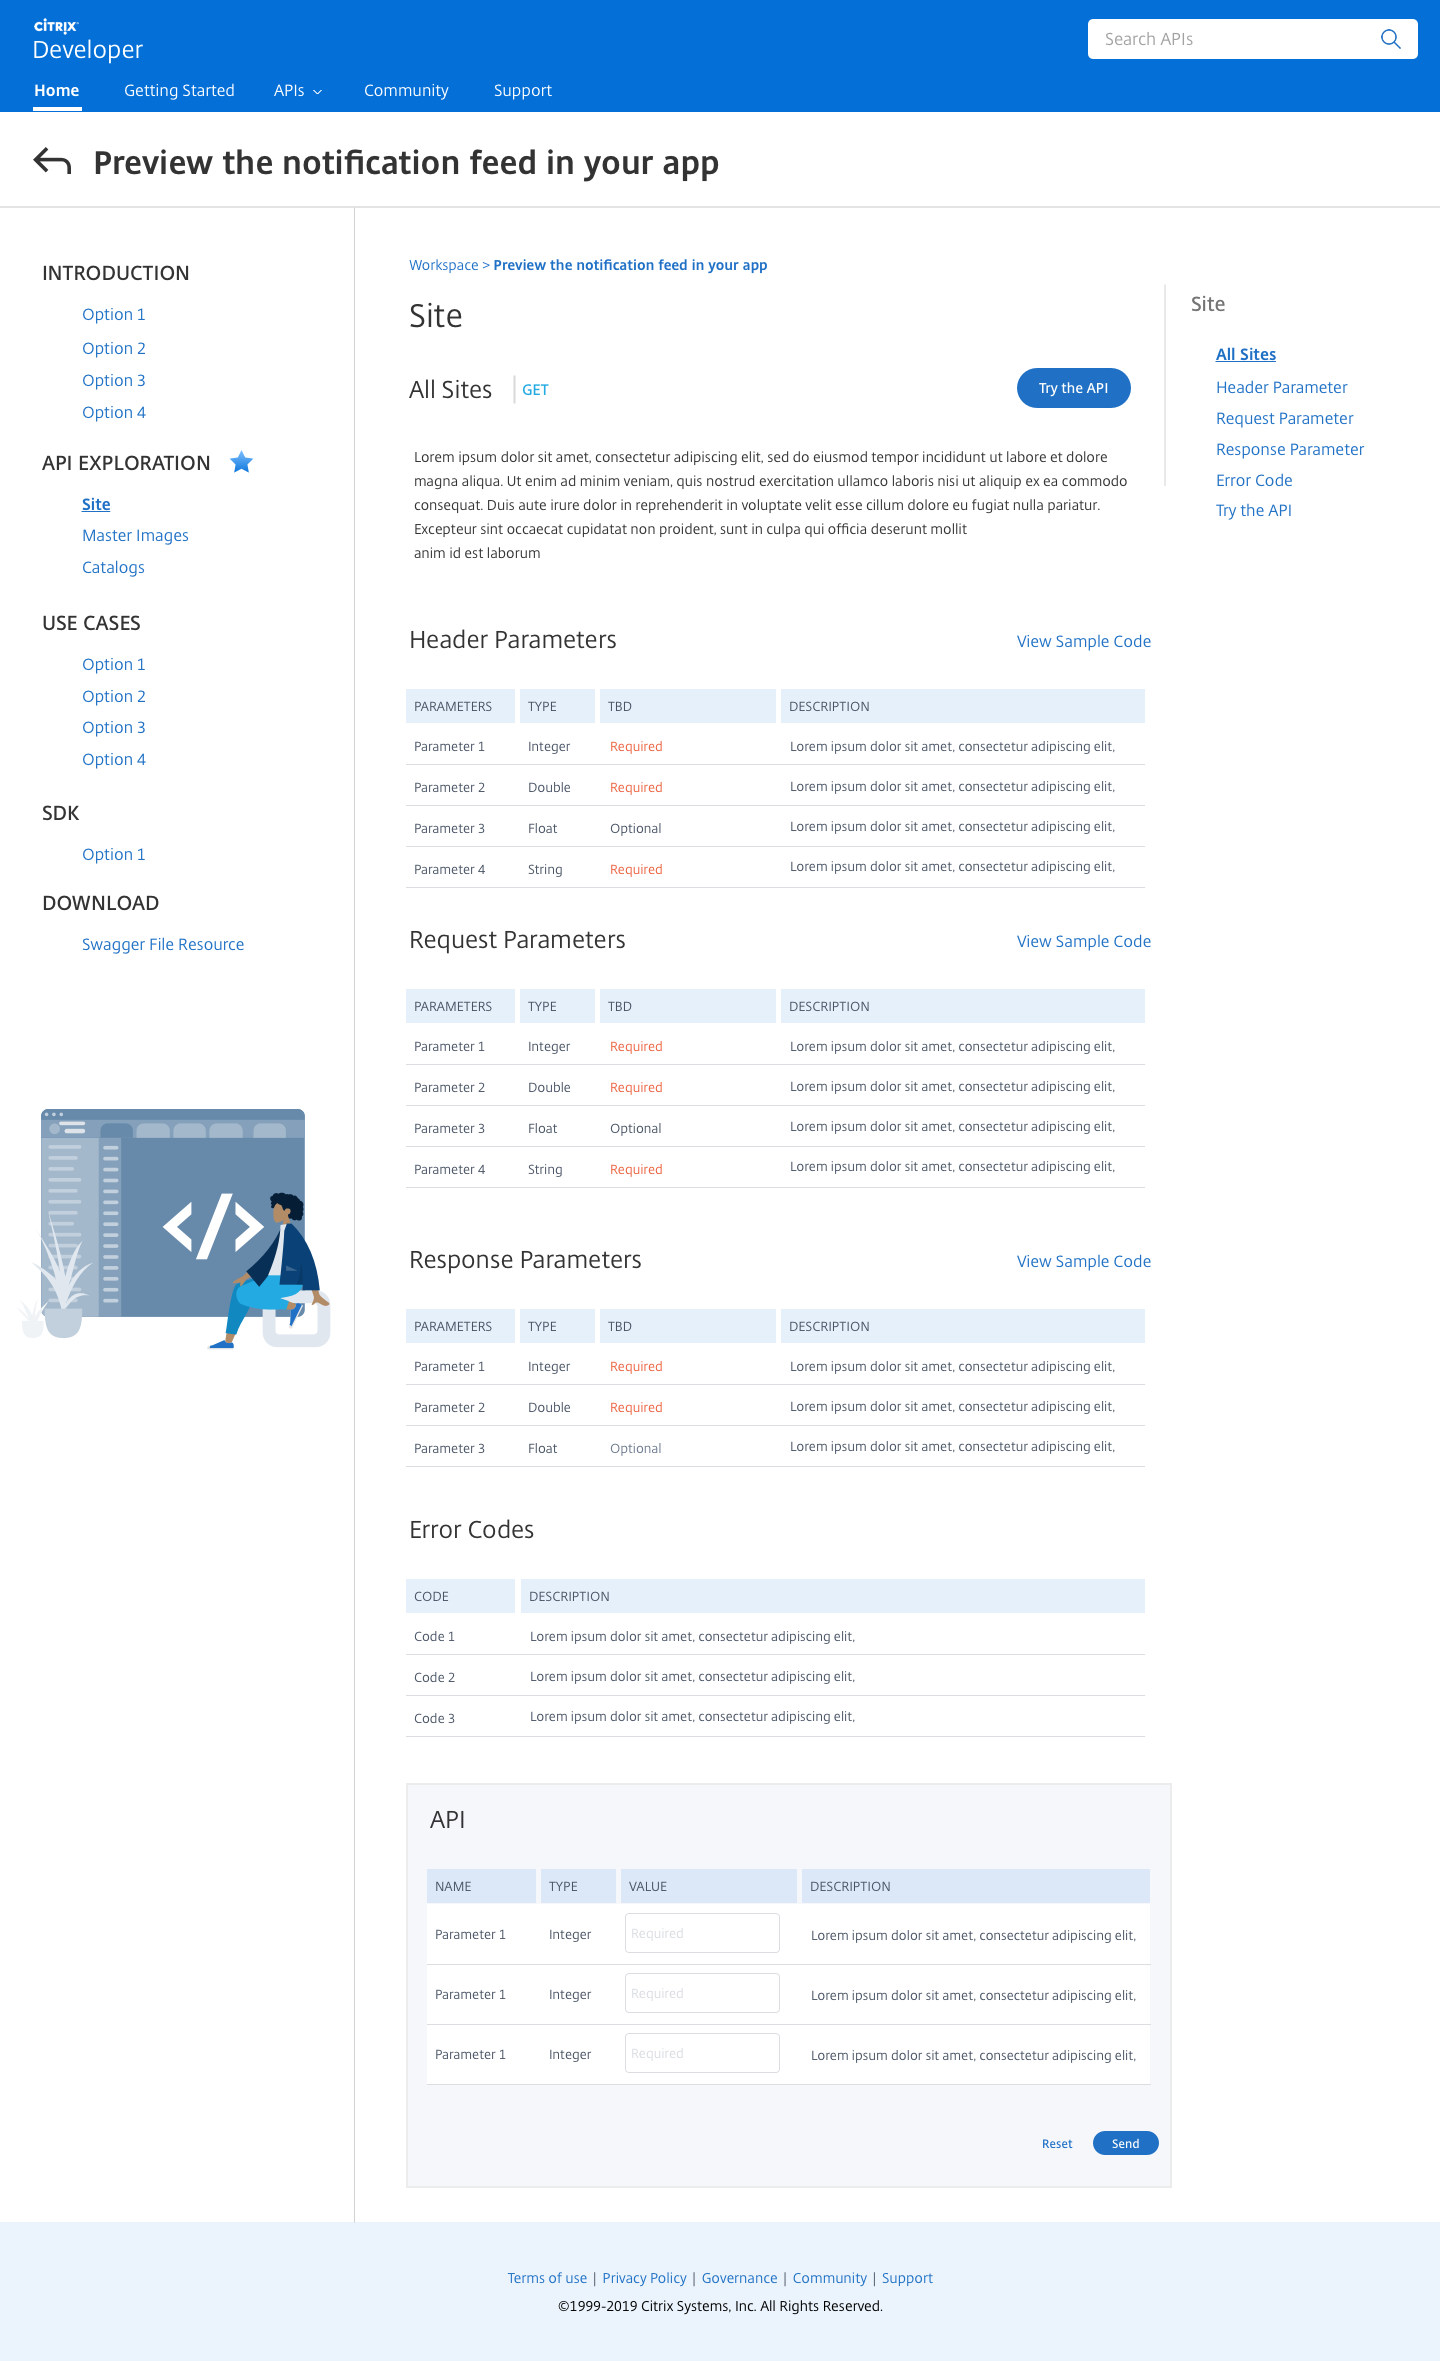 CITRIX
Developer
Search APIs
Home Getting Started APIs Community Support
Preview the notification feed in your app
INTRODUCTION
Option 1
Option 2
Option 3
Option 4
API EXPLORATION
Site
Master Images
Catalogs
USE CASES
Option 1
Option 2
Option 3
Option 4
SDK
Option 1
DOWNLOAD
Swagger File Resource
</>
Workspace > Preview the notification feed in your app
Site
All Sites GET Try the API
Lorem ipsum dolor sit amet, consectetur adipiscing elit, sed do eiusmod tempor incididunt ut labore et dolore
magna aliqua. Ut enim ad minim veniam, quis nostrud exercitation ullamco laboris nisi ut aliquip ex ea commodo
consequat. Duis aute irure dolor in reprehenderit in voluptate velit esse cillum dolore eu fugiat nulla pariatur.
Excepteur sint occaecat cupidatat non proident, sunt in culpa qui officia deserunt mollit
anim id est laborum
Header Parameters View Sample Code
PARAMETERS TYPE TBD DESCRIPTION
Parameter 1 Integer Required Lorem ipsum dolor sit amet, consectetur adipiscing elit,
Parameter 2 Double Required Lorem ipsum dolor sit amet, consectetur adipiscing elit,
Parameter 3 Float Optional Lorem ipsum dolor sit amet, consectetur adipiscing elit,
Parameter 4 String Required Lorem ipsum dolor sit amet, consectetur adipiscing elit,
Request Parameters View Sample Code
PARAMETERS TYPE TBD DESCRIPTION
Parameter 1 Integer Required Lorem ipsum dolor sit amet, consectetur adipiscing elit,
Parameter 2 Double Required Lorem ipsum dolor sit amet, consectetur adipiscing elit,
Parameter 3 Float Optional Lorem ipsum dolor sit amet, consectetur adipiscing elit,
Parameter 4 String Required Lorem ipsum dolor sit amet, consectetur adipiscing elit,
Response Parameters View Sample Code
PARAMETERS TYPE TBD DESCRIPTION
Parameter 1 Integer Required Lorem ipsum dolor sit amet, consectetur adipiscing elit,
Parameter 2 Double Required Lorem ipsum dolor sit amet, consectetur adipiscing elit,
Parameter 3 Float Optional Lorem ipsum dolor sit amet, consectetur adipiscing elit,
Error Codes
CODE DESCRIPTION
Code 1 Lorem ipsum dolor sit amet, consectetur adipiscing elit,
Code 2 Lorem ipsum dolor sit amet, consectetur adipiscing elit,
Code 3 Lorem ipsum dolor sit amet, consectetur adipiscing elit,
API
NAME TYPE VALUE DESCRIPTION
Parameter 1 Integer Required Lorem ipsum dolor sit amet, consectetur adipiscing elit,
Parameter 1 Integer Required Lorem ipsum dolor sit amet, consectetur adipiscing elit,
Parameter 1 Integer Required Lorem ipsum dolor sit amet, consectetur adipiscing elit,
Reset Send
Site
All Sites
Header Parameter
Request Parameter
Response Parameter
Error Code
Try the API
Terms of use | Privacy Policy | Governance | Community | Support
©1999-2019 Citrix Systems, Inc. All Rights Reserved.